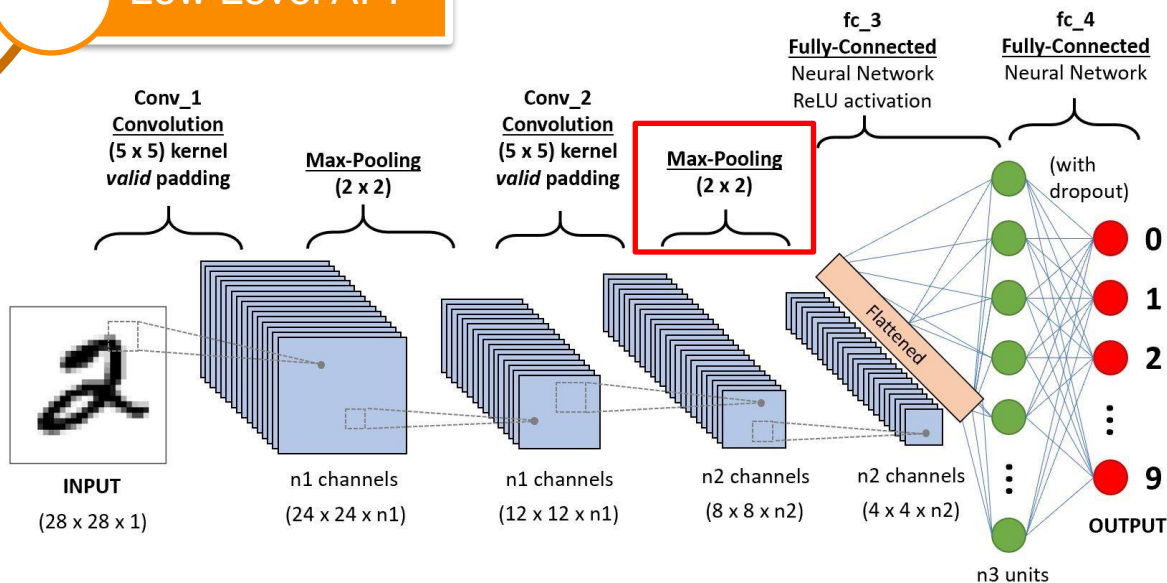 Low-Level API
Conv_1
Convolution
(5 x 5) kernel
valid padding
Max-Pooling
(2 x 2)
Conv_2
Convolution
(5 x 5) kernel
valid padding
Max-Pooling
(2 x 2)
fc_3
Fully-Connected
Neural Network
ReLU activation
fc_4
Fully-Connected
Neural Network
(with
dropout)
Flattened
0
1
2
9
OUTPUT
INPUT
(28 x 28 x 1)
n1 channels
(24 x 24 x n1)
n1 channels
(12 x 12 x n1)
n2 channels
(8 x 8 x n2)
n2 channels
(4 x 4 x n2)
n3 units